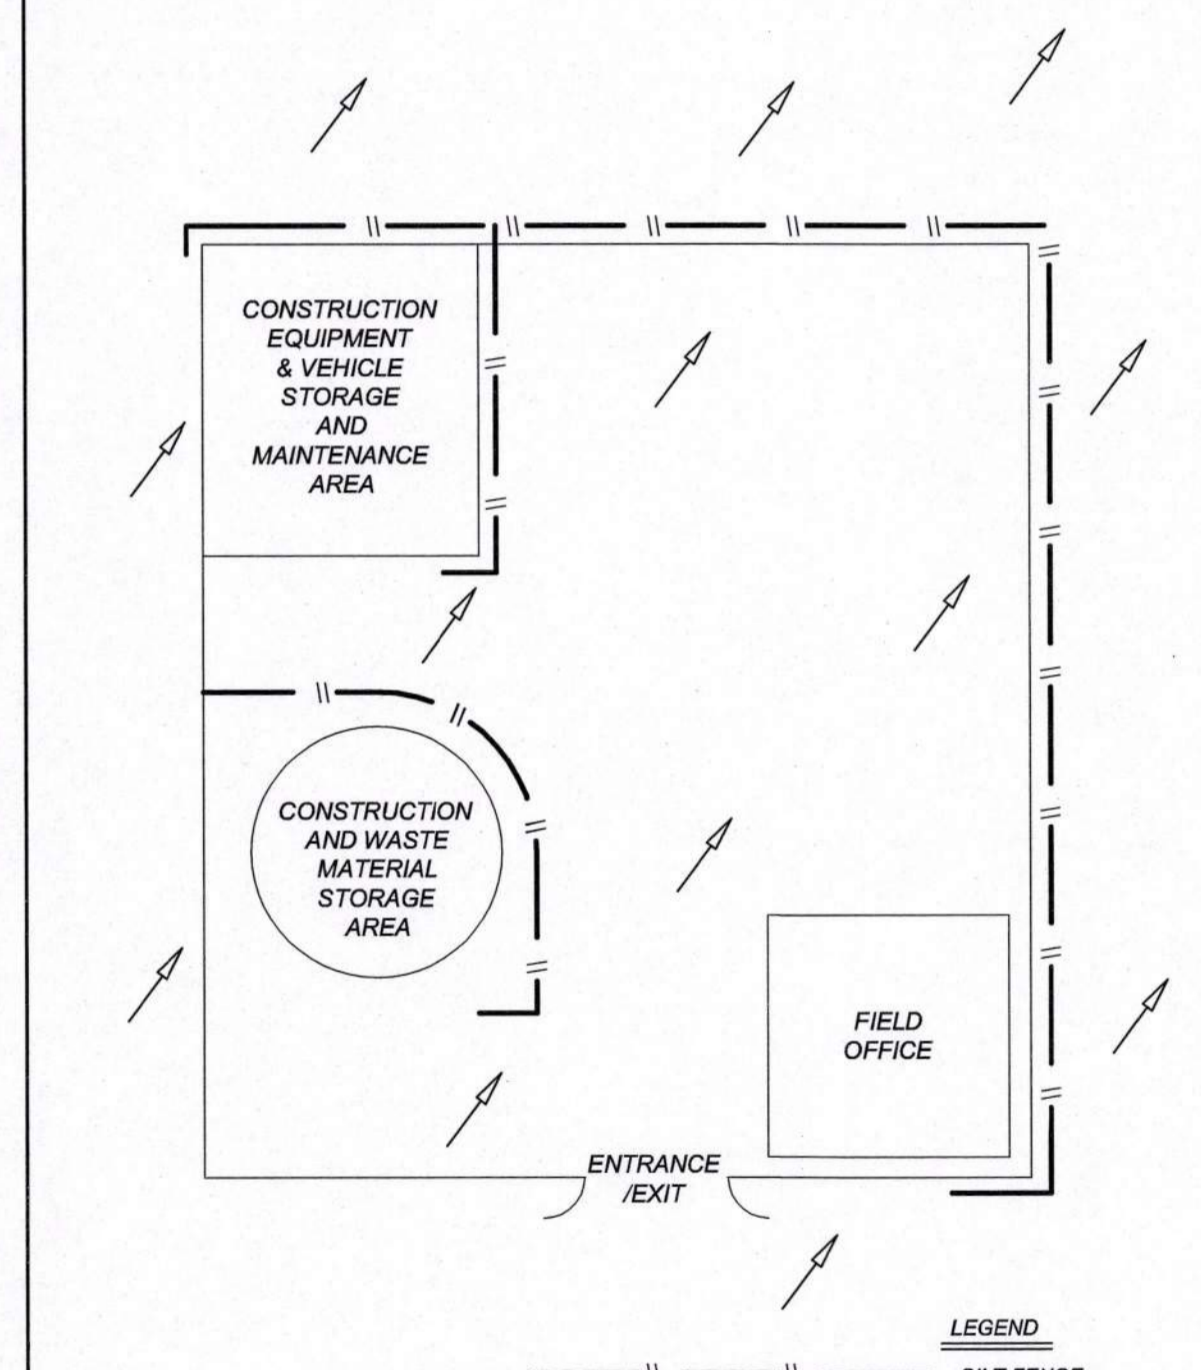 CONSTRUCTION
EQUIPMENT
& VEHICLE
STORAGE
AND
MAINTENANCE
AREA
CONSTRUCTION
AND WASTE
MATERIAL
STORAGE
AREA
FIELD
OFFICE
ENTRANCE
/EXIT
LEGEND